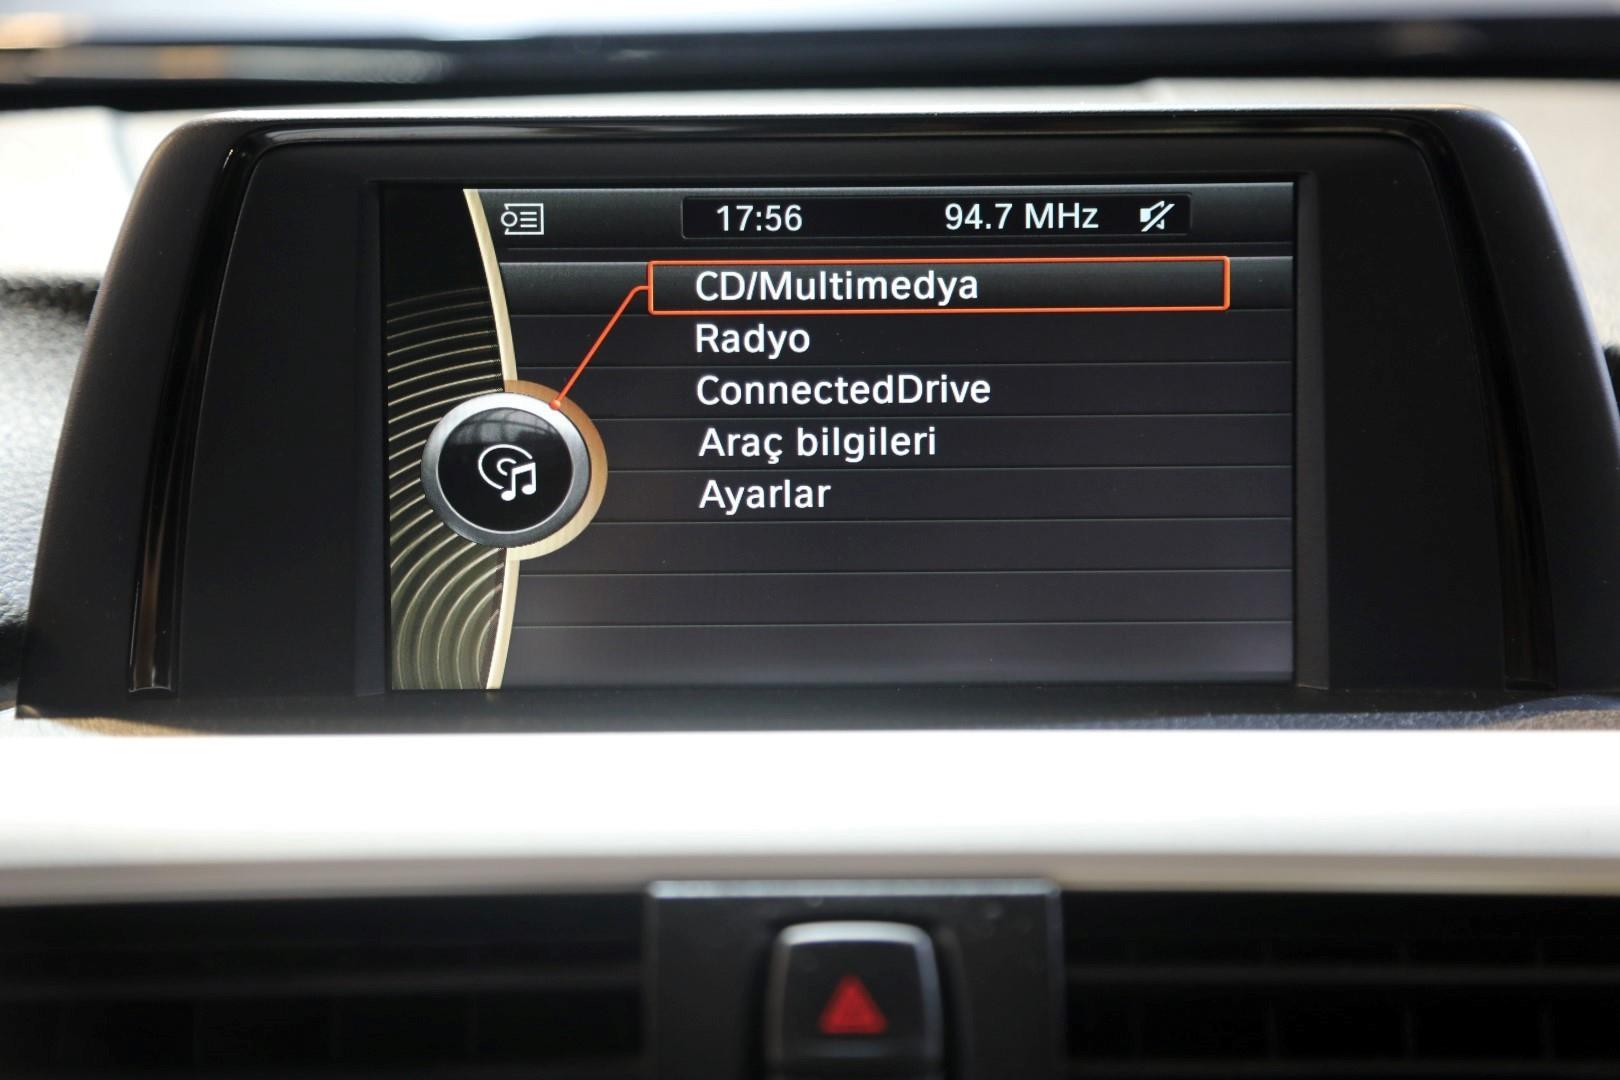 17:56 94.7 MHz
CD/Multimedya
Radyo
ConnectedDrive
Araç bilgileri
Ayarlar